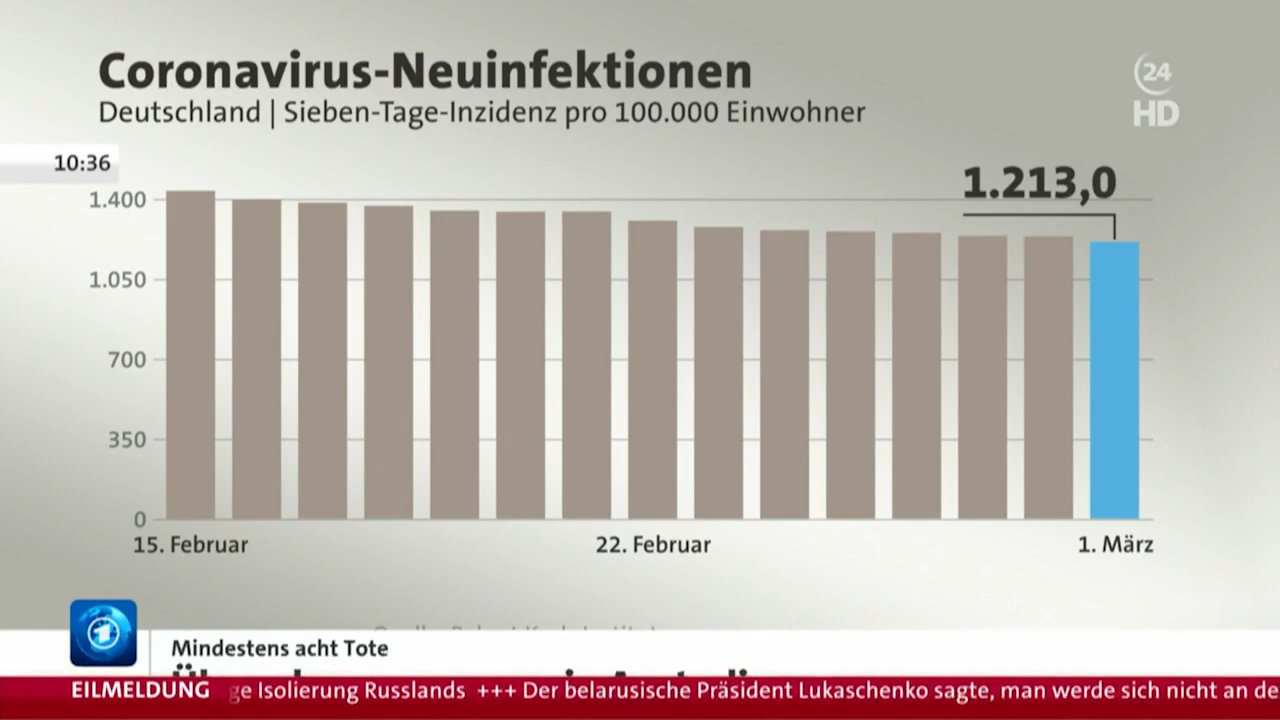 Coronavirus-Neuinfektionen
Deutschland | Sieben-Tage-Inzidenz pro 100.000 Einwohner
24
HD
10:36
1.213,0
1.400
1.050
700
350
0
15. Februar
22. Februar
1. März
1
Mindestens acht Tote
EILMELDUNG ge Isolierung Russlands +++ Der belarusische Präsident Lukaschenko sagte, man werde sich nicht an de